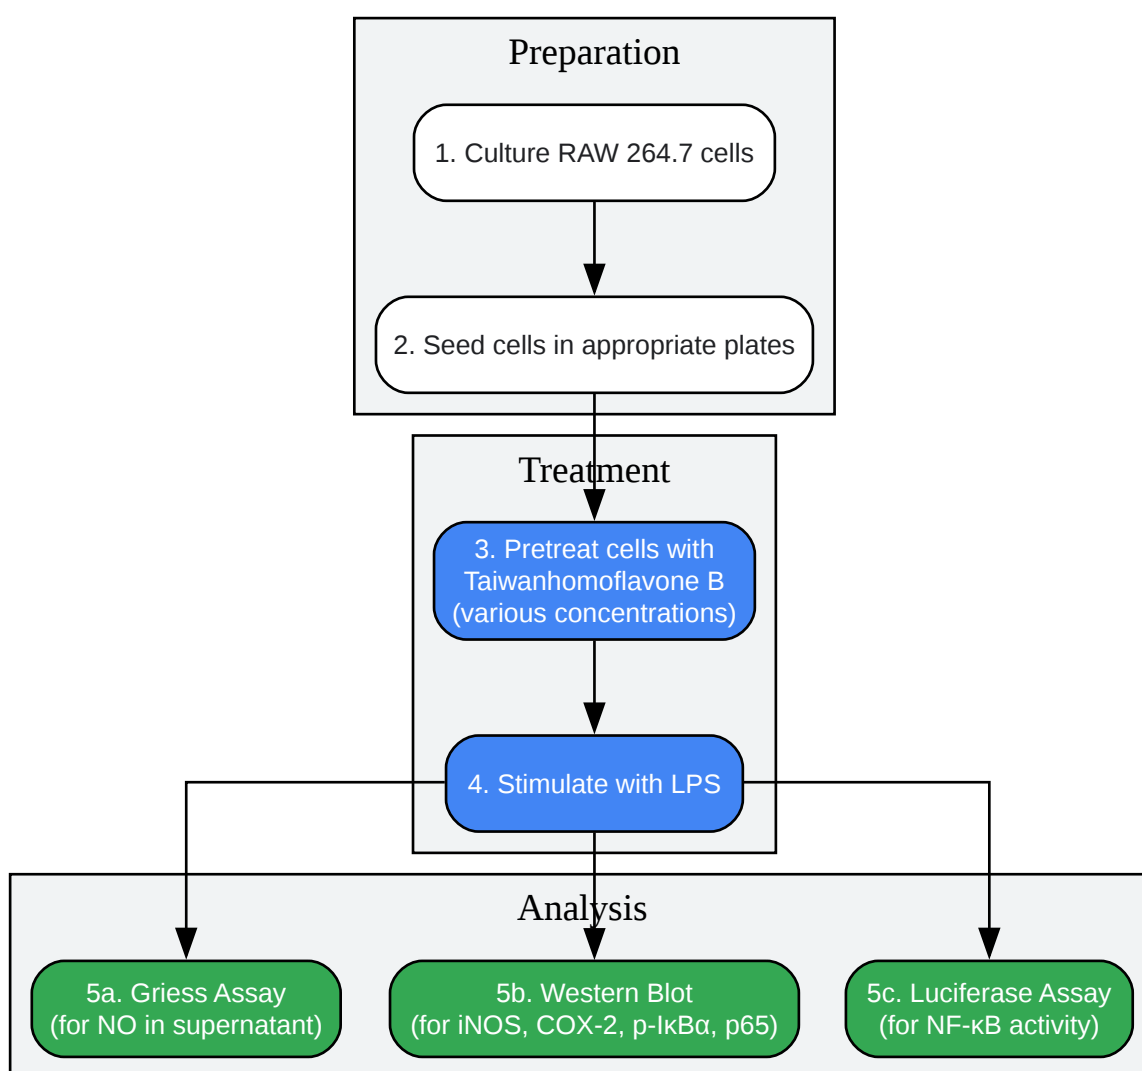 Preparation
1. Culture RAW 264.7 cells
2. Seed cells in appropriate plates
Treatment
3. Pretreat cells with
Taiwanhomoflavone B
(various concentrations)
4. Stimulate with LPS
Analysis
5a. Griess Assay
(for NO in supernatant)
5b. Western Blot
(for iNOS, COX-2, p-IκBα, p65)
5c. Luciferase Assay
(for NF-κB activity)